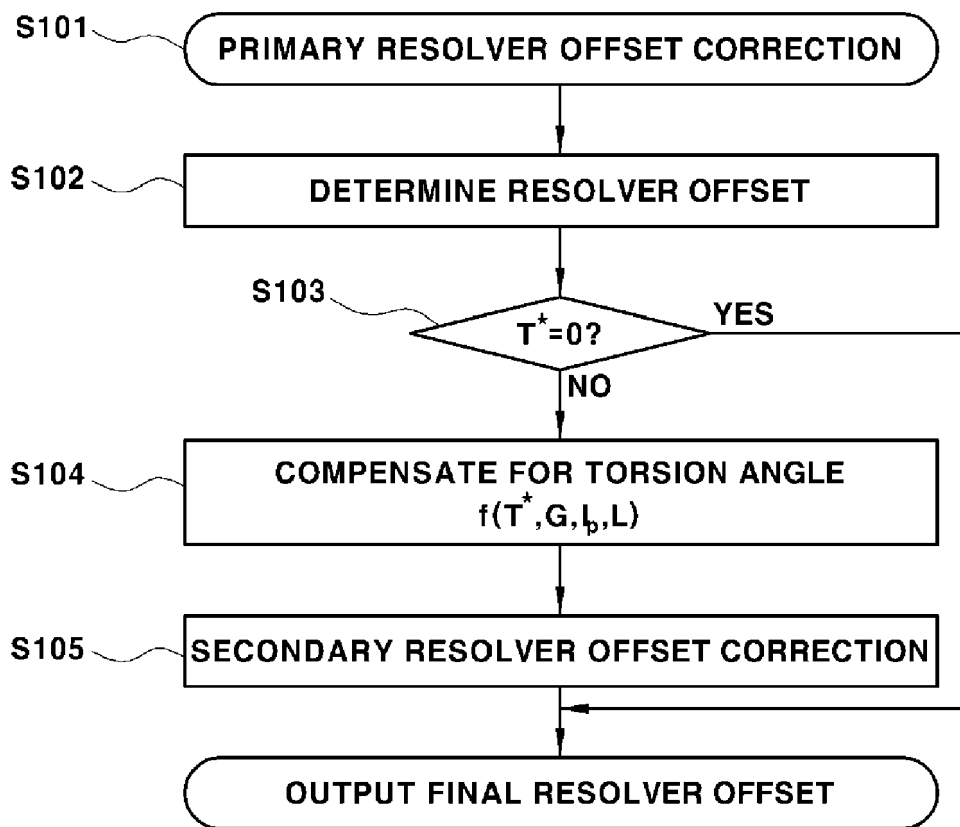 S101
PRIMARY RESOLVER OFFSET CORRECTION
S102
DETERMINE RESOLVER OFFSET
S103
T*=0?
YES
NO
S104
COMPENSATE FOR TORSION ANGLE
f(T*,G,Ip,L)
S105
SECONDARY RESOLVER OFFSET CORRECTION
OUTPUT FINAL RESOLVER OFFSET